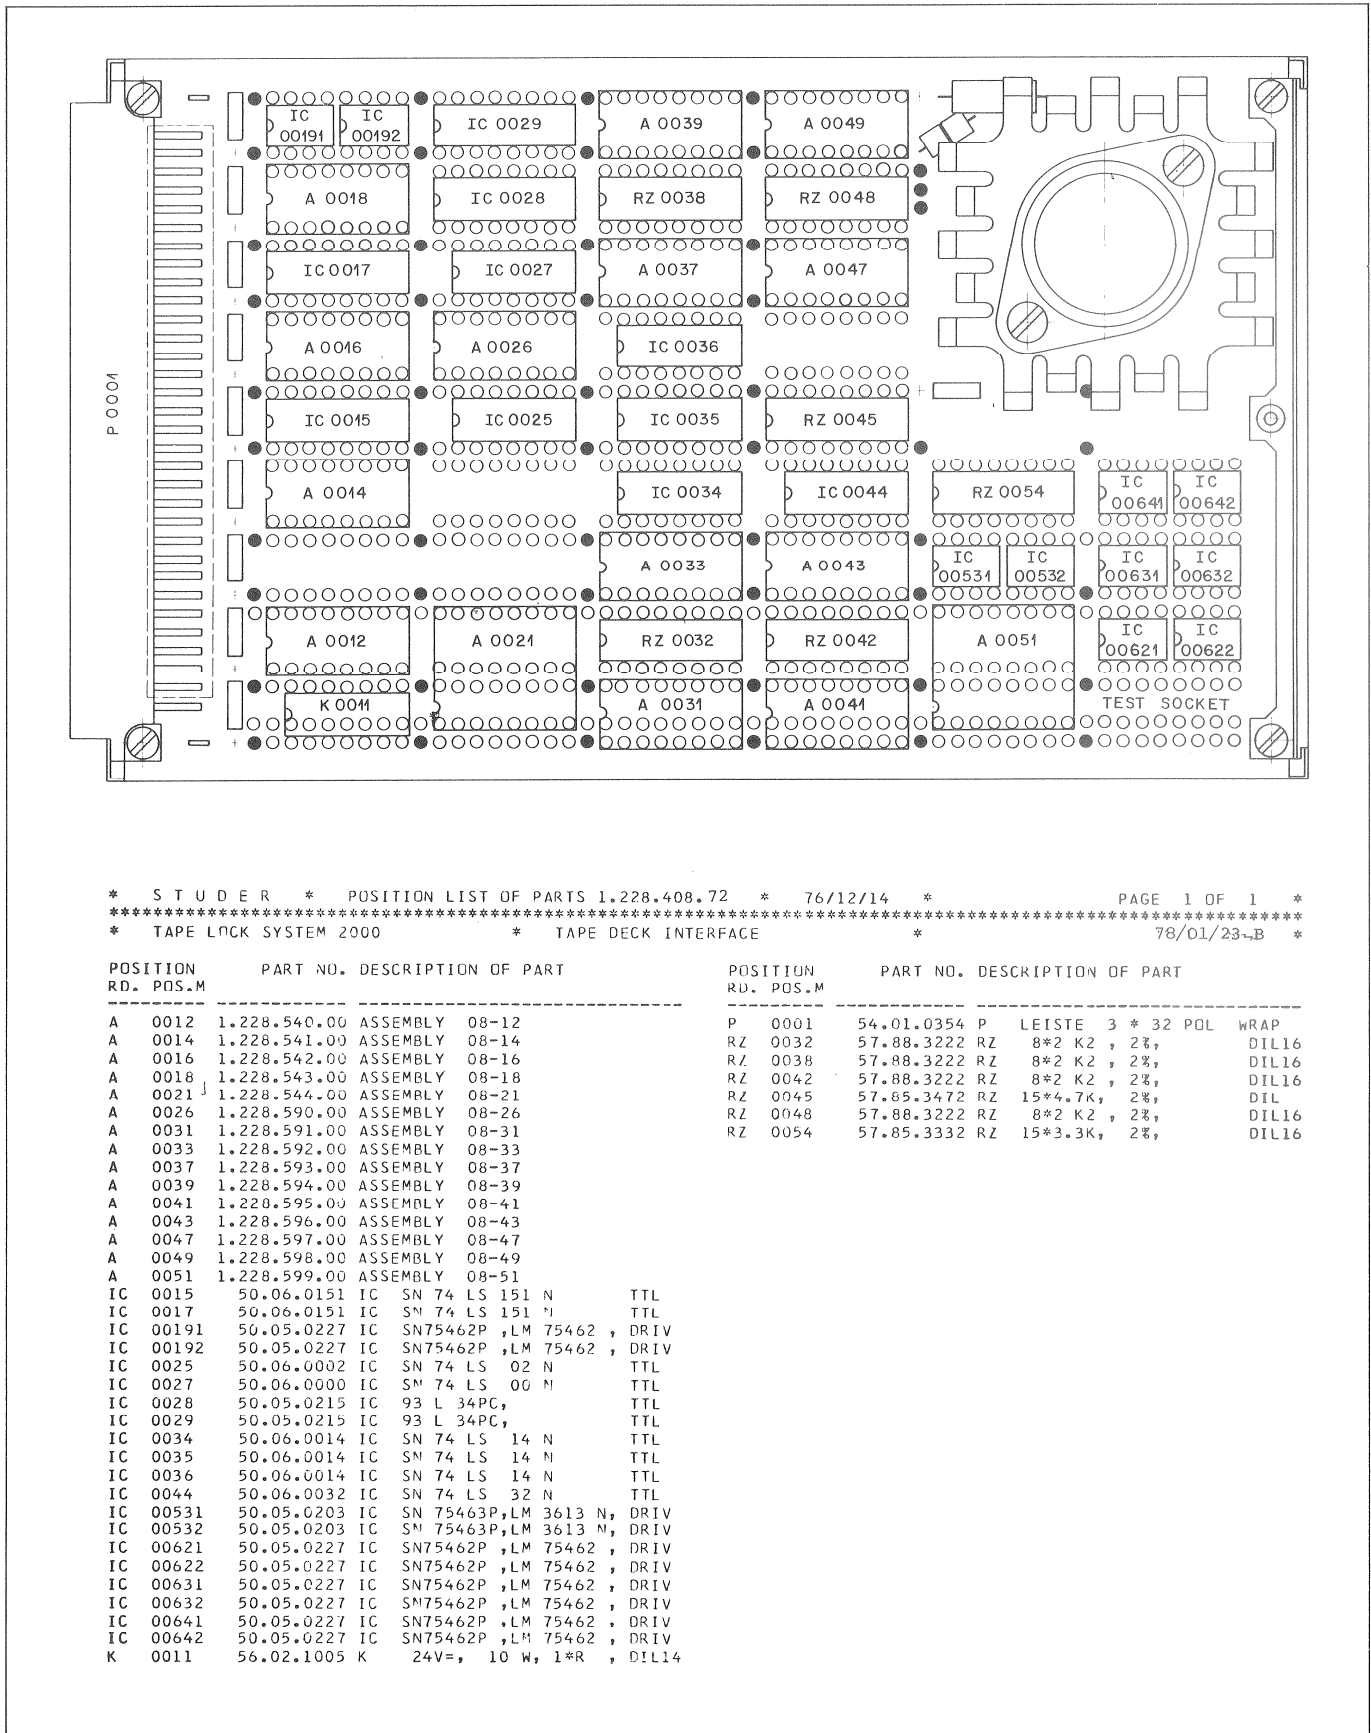 IC 00191 IC 00192 IC 0029 A 0039 A 0049
A 0018 IC 0028 RZ 0038 RZ 0048
IC 0017 IC 0027 A 0037 A 0047
A 0016 A 0026 IC 0036
P 0001
IC 0015 IC 0025 IC 0035 RZ 0045
A 0014 IC 0034 IC 0044 RZ 0054 IC 00641 IC 00642
A 0033 A 0043 IC 00531 IC 00532 IC 00631 IC 00632
A 0012 A 0021 RZ 0032 RZ 0042 A 0051 IC 00621 IC 00622
K 0011 A 0031 A 0041 TEST SOCKET
* S T U D E R * POSITION LIST OF PARTS 1.228.408.72 * 76/12/14 * PAGE 1 OF 1 *
* TAPE LOCK SYSTEM 2000 * TAPE DECK INTERFACE * 78/01/23-B *
POSITION PART NO. DESCRIPTION OF PART
RD. POS.M
A 0012 1.228.540.00 ASSEMBLY 08-12
A 0014 1.228.541.00 ASSEMBLY 08-14
A 0016 1.228.542.00 ASSEMBLY 08-16
A 0018 1.228.543.00 ASSEMBLY 08-18
A 0021 1.228.544.00 ASSEMBLY 08-21
A 0026 1.228.590.00 ASSEMBLY 08-26
A 0031 1.228.591.00 ASSEMBLY 08-31
A 0033 1.228.592.00 ASSEMBLY 08-33
A 0037 1.228.593.00 ASSEMBLY 08-37
A 0039 1.228.594.00 ASSEMBLY 08-39
A 0041 1.228.595.00 ASSEMBLY 08-41
A 0043 1.228.596.00 ASSEMBLY 08-43
A 0047 1.228.597.00 ASSEMBLY 08-47
A 0049 1.228.598.00 ASSEMBLY 08-49
A 0051 1.228.599.00 ASSEMBLY 08-51
IC 0015 50.06.0151 IC SN 74 LS 151 N TTL
IC 0017 50.06.0151 IC SN 74 LS 151 N TTL
IC 00191 50.05.0227 IC SN75462P ,LM 75462 , DRIV
IC 00192 50.05.0227 IC SN75462P ,LM 75462 , DRIV
IC 0025 50.06.0002 IC SN 74 LS 02 N TTL
IC 0027 50.06.0000 IC SN 74 LS 00 N TTL
IC 0028 50.05.0215 IC 93 L 34PC, TTL
IC 0029 50.05.0215 IC 93 L 34PC, TTL
IC 0034 50.06.0014 IC SN 74 LS 14 N TTL
IC 0035 50.06.0014 IC SN 74 LS 14 N TTL
IC 0036 50.06.0014 IC SN 74 LS 14 N TTL
IC 0044 50.06.0032 IC SN 74 LS 32 N TTL
IC 00531 50.05.0203 IC SN 75463P,LM 3613 N, DRIV
IC 00532 50.05.0203 IC SN 75463P,LM 3613 N, DRIV
IC 00621 50.05.0227 IC SN75462P ,LM 75462 , DRIV
IC 00622 50.05.0227 IC SN75462P ,LM 75462 , DRIV
IC 00631 50.05.0227 IC SN75462P ,LM 75462 , DRIV
IC 00632 50.05.0227 IC SN75462P ,LM 75462 , DRIV
IC 00641 50.05.0227 IC SN75462P ,LM 75462 , DRIV
IC 00642 50.05.0227 IC SN75462P ,LM 75462 , DRIV
K 0011 56.02.1005 K 24V=, 10 W, 1*R , DIL14
POSITION PART NO. DESCRIPTION OF PART
RD. POS.M
P 0001 54.01.0354 P LEISTE 3 * 32 POL WRAP
RZ 0032 57.88.3222 RZ 8*2 K2 , 2%, DIL16
RZ 0038 57.88.3222 RZ 8*2 K2 , 2%, DIL16
RZ 0042 57.88.3222 RZ 8*2 K2 , 2%, DIL16
RZ 0045 57.85.3472 RZ 15*4.7K, 2%, DIL
RZ 0048 57.88.3222 RZ 8*2 K2 , 2%, DIL16
RZ 0054 57.85.3332 RZ 15*3.3K, 2%, DIL16